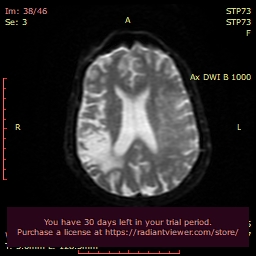 Im: 38/46
Se: 3
A
STP73
STP73
F
Ax DWI B 1000
R
L
You have 30 days left in your trial period.
Purchase a license at https://radiantviewer.com/store/